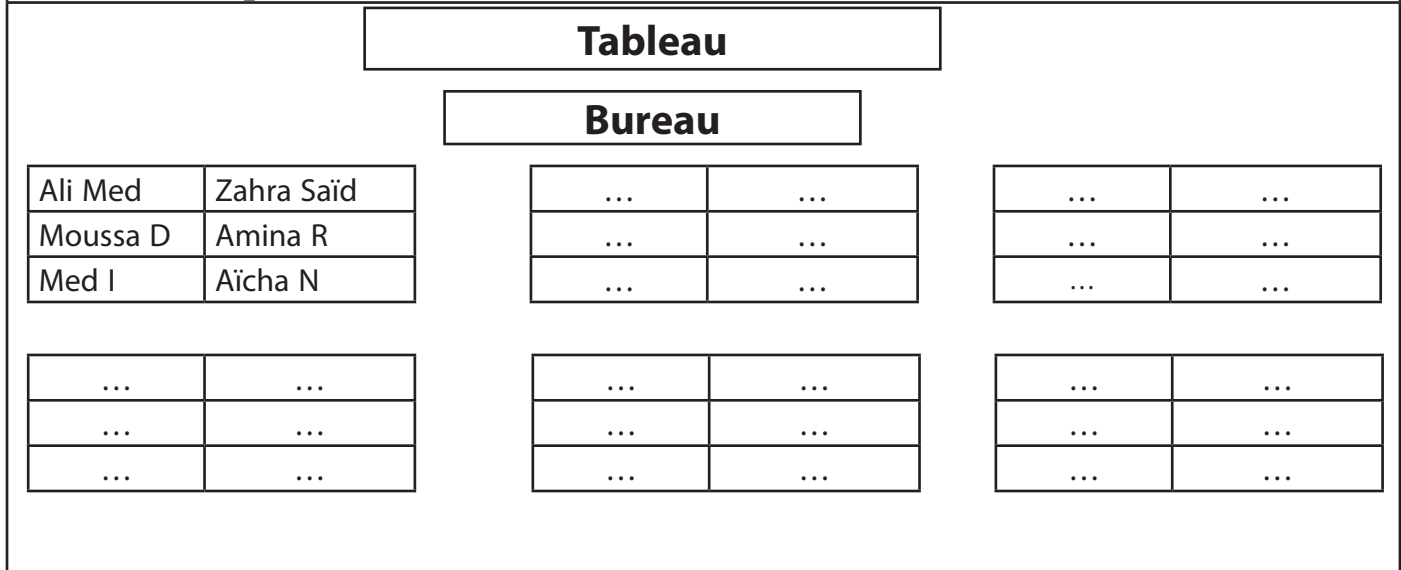 Tableau
Bureau
Ali Med Zahra Saïd … … … …
Moussa D Amina R … … … …
Med I Aïcha N … … … …
… … … … … …
… … … … … …
… … … … … …